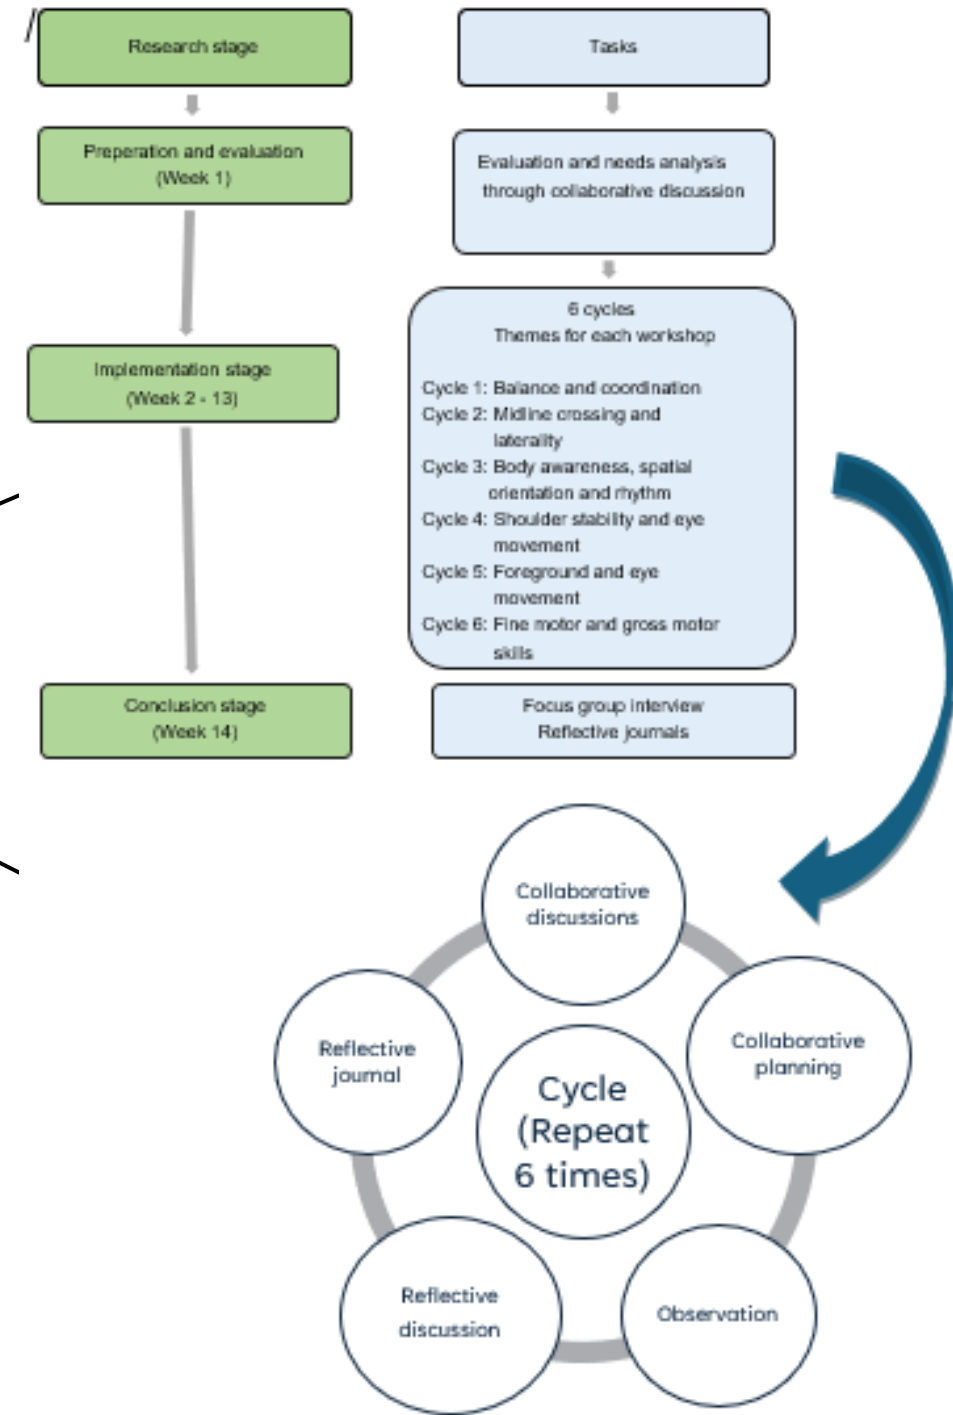 /
Research stage
Tasks
Preperation and evaluation
(Week 1)
Evaluation and needs analysis
through collaborative discussion
Implementation stage
(Week 2 - 13)
6 cycles
Themes for each workshop
Cycle 1: Balance and coordination
Cycle 2: Midline crossing and
laterality
Cycle 3: Body awareness, spatial
orientation and rhythm
Cycle 4: Shoulder stability and eye
movement
Cycle 5: Foreground and eye
movement
Cycle 6: Fine motor and gross motor
skills
Conclusion stage
(Week 14)
Focus group interview
Reflective journals
Collaborative
discussions
Collaborative
planning
Observation
Reflective
discussion
Reflective
journal
Cycle
(Repeat
6 times)